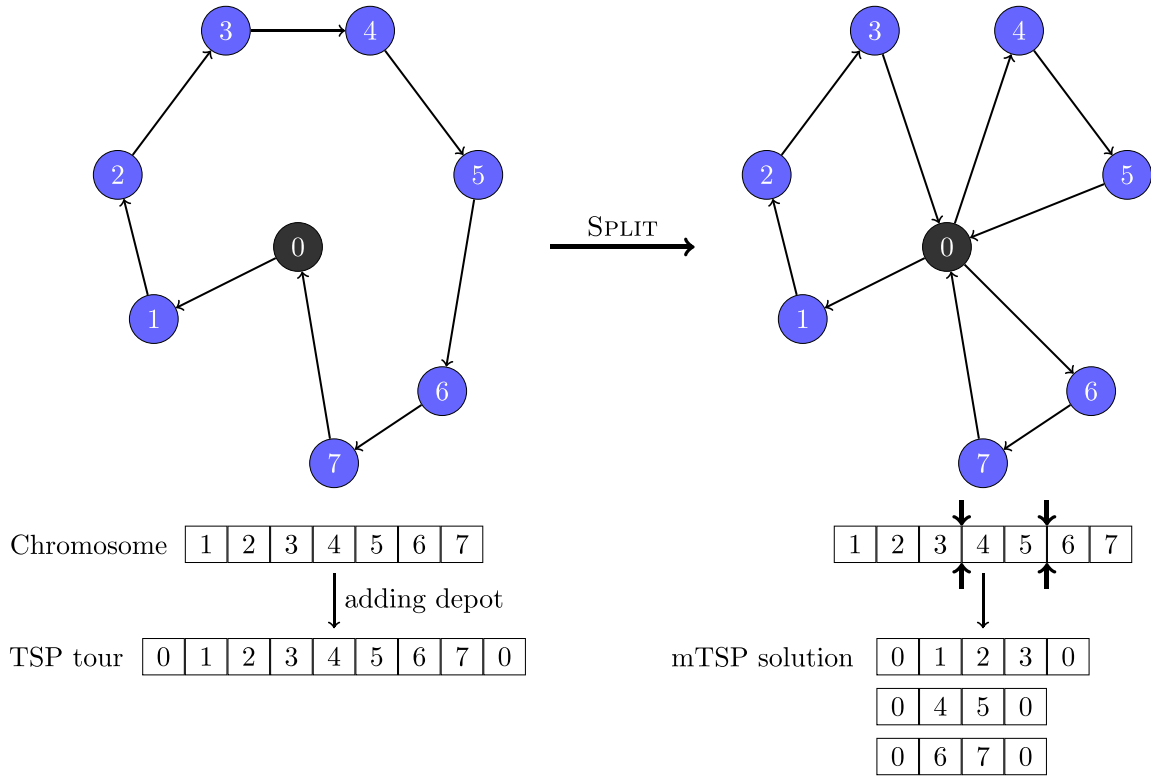 3 4 3 4
2 5 2 5
SPLIT
0 0
1 1
6 6
7 7
Chromosome 1 2 3 4 5 6 7
1 2 3 4 5 6 7
adding depot
TSP tour 0 1 2 3 4 5 6 7 0
mTSP solution 0 1 2 3 0
0 4 5 0
0 6 7 0